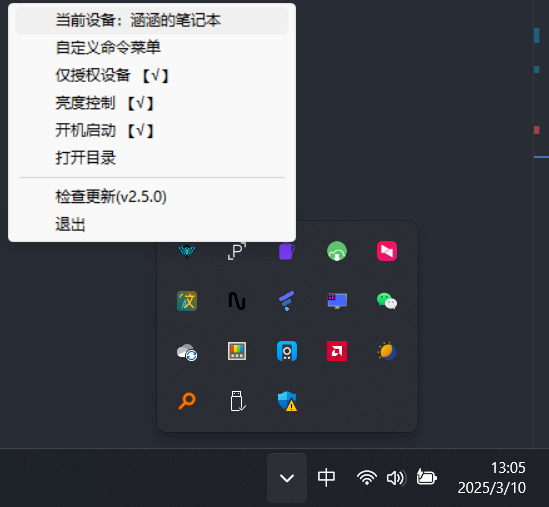 当前设备：涵涵的笔记本
自定义命令菜单
仅授权设备 【√】
亮度控制 【√】
开机启动 【√】
打开目录
检查更新(v2.5.0)
退出
P
文
中
13:05
2025/3/10